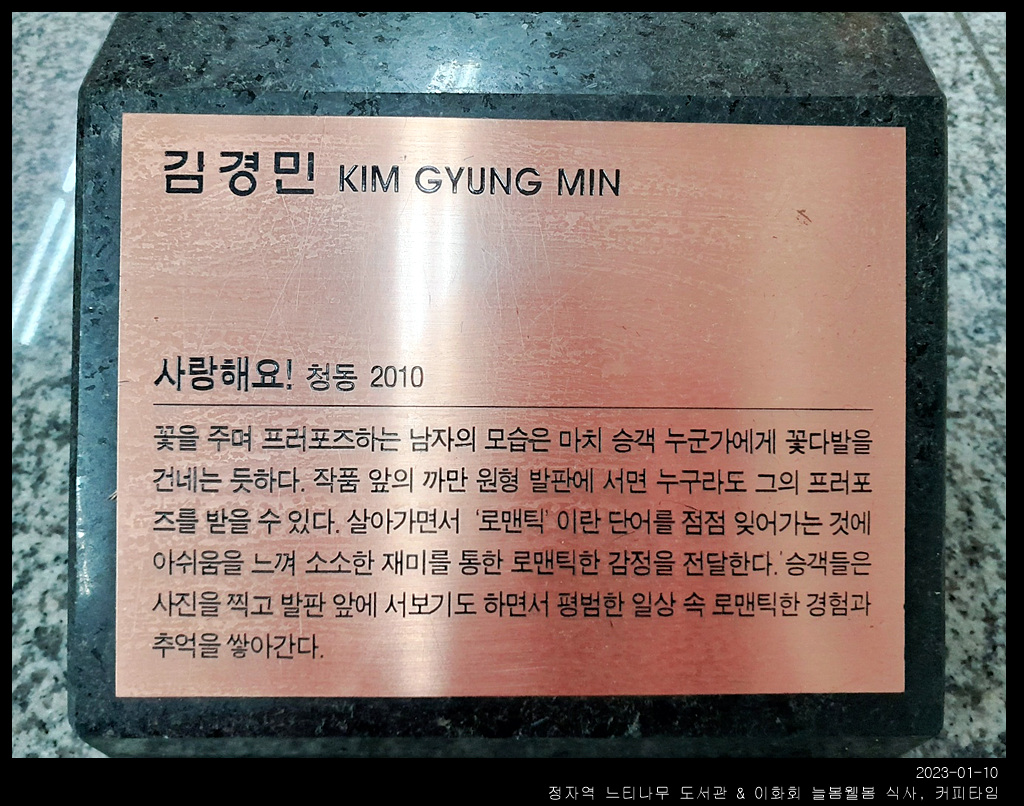 김경민 KIM GYUNG MIN
사랑해요! 청동 2010
꽃을 주며 프러포즈하는 남자의 모습은 마치 승객 누군가에게 꽃다발을
건네는 듯하다. 작품 앞의 까만 원형 발판에 서면 누구라도 그의 프러포
즈를 받을 수 있다. 살아가면서 ‘로맨틱’ 이란 단어를 점점 잊어가는 것에
아쉬움을 느껴 소소한 재미를 통한 로맨틱한 감정을 전달한다. 승객들은
사진을 찍고 발판 앞에 서보기도 하면서 평범한 일상 속 로맨틱한 경험과
추억을 쌓아간다.
2023-01-10
정자역 느티나무 도서관 & 이화회 늘봄웰봄 식사, 커피타임